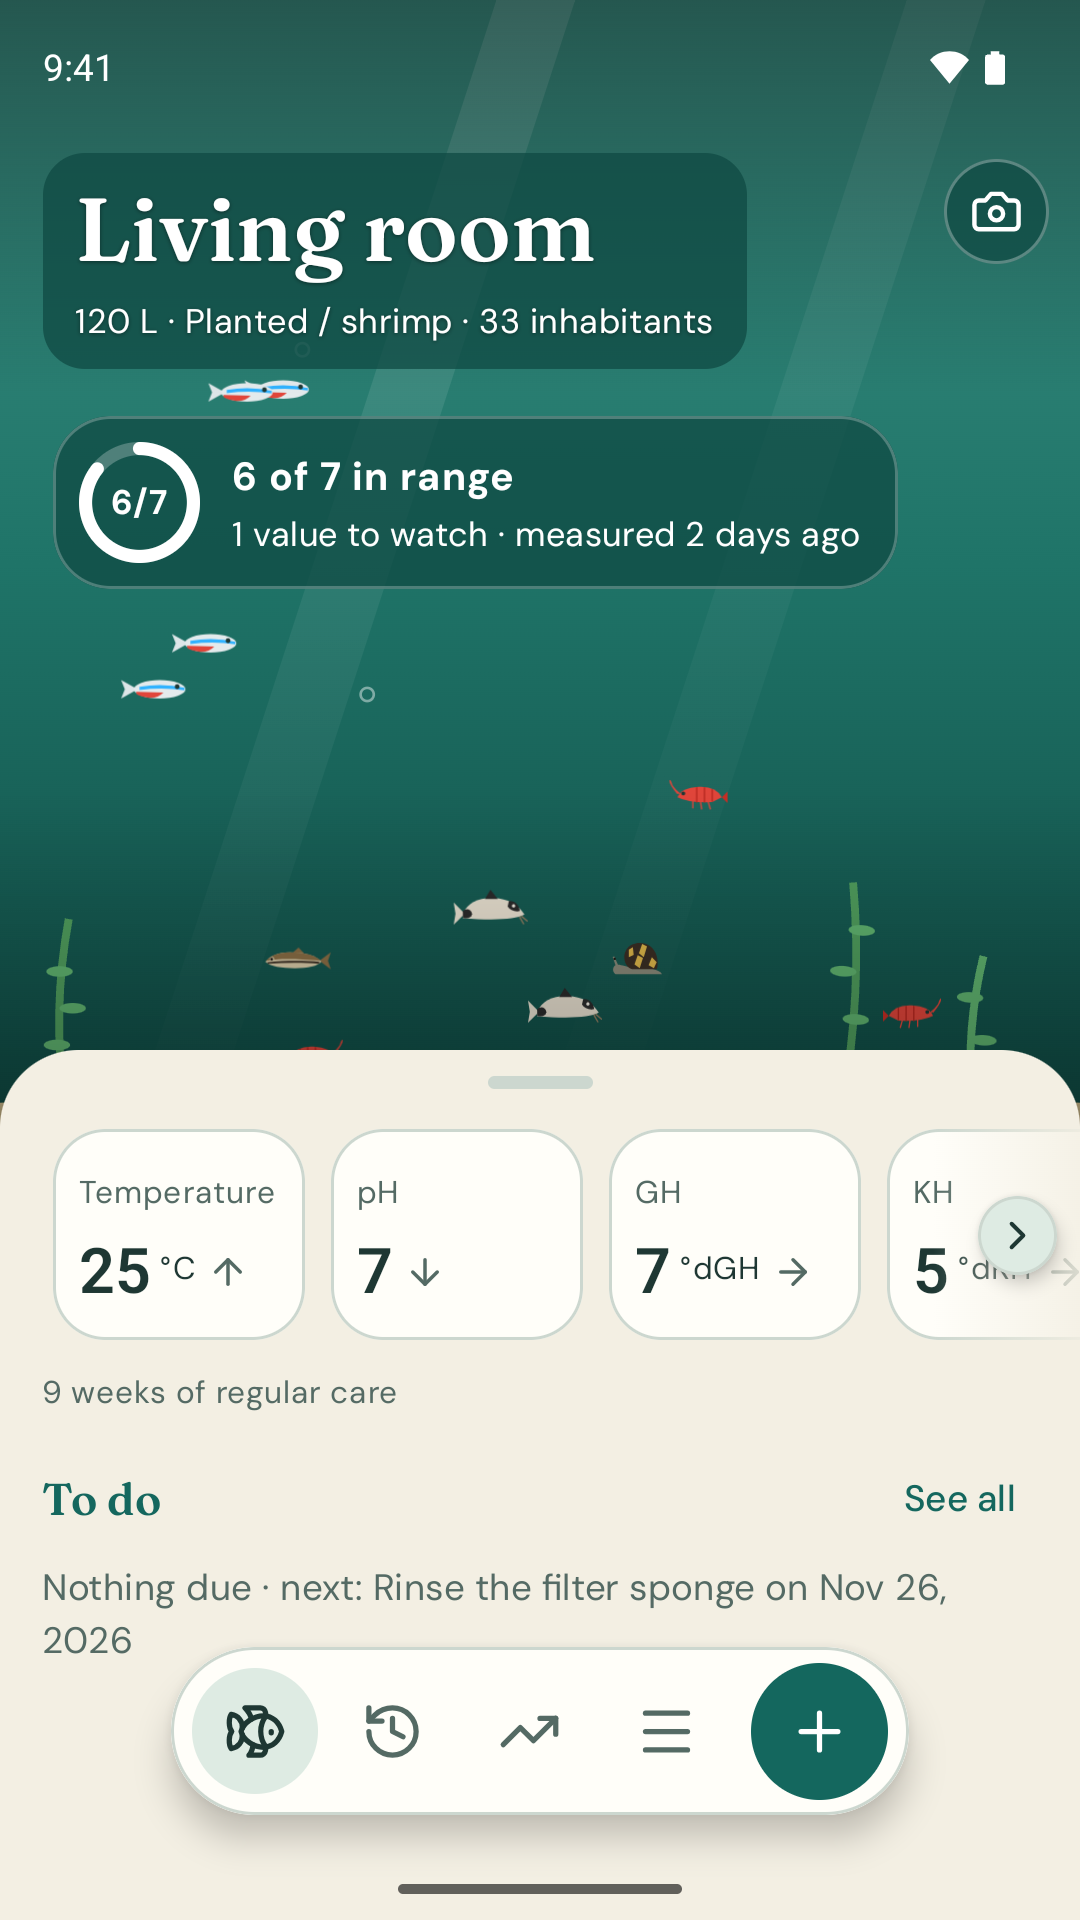 9:41
Living room
120 L · Planted / shrimp · 33 inhabitants
6/7
6 of 7 in range
1 value to watch · measured 2 days ago
Temperature
25 °C
pH
7
GH
7 °dGH
KH
5
9 weeks of regular care
To do
See all
Nothing due · next: Rinse the filter sponge on Nov 26,
2026